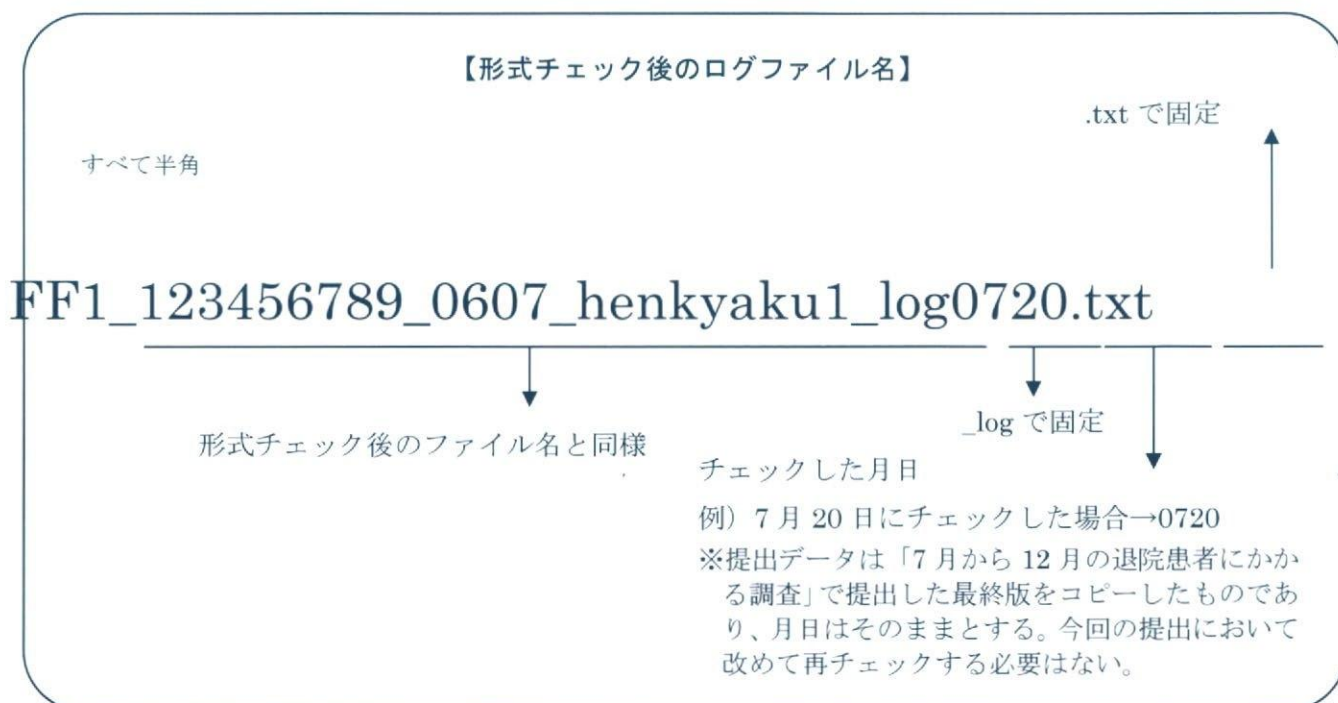 【形式チェック後のログファイル名】
.txt で固定
すべて半角
FF1_123456789_0607_henkyaku1_log0720.txt
_log で固定
形式チェック後のファイル名と同様
チェックした月日
例）7 月 20 日にチェックした場合→0720
※提出データは「7 月から 12 月の退院患者にかか
る調査」で提出した最終版をコピーしたものであ
り、月日はそのままとする。今回の提出において
改めて再チェックする必要はない。